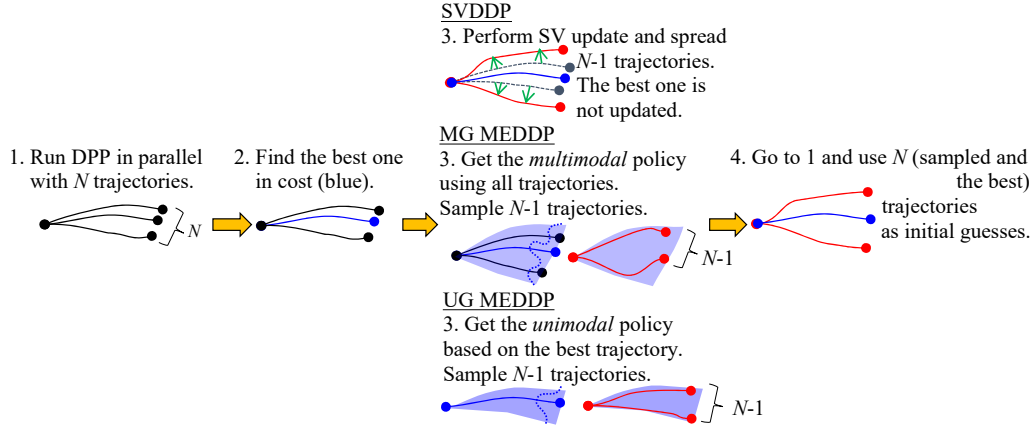 SVDDP
3. Perform SV update and spread
N-1 trajectories.
The best one is
not updated.
1. Run DPP in parallel
with N trajectories.
N
2. Find the best one
in cost (blue).
MG MEDDP
3. Get the multimodal policy
using all trajectories.
Sample N-1 trajectories.
N-1
UG MEDDP
3. Get the unimodal policy
based on the best trajectory.
Sample N-1 trajectories.
N-1
4. Go to 1 and use N (sampled and
the best)
trajectories
as initial guesses.